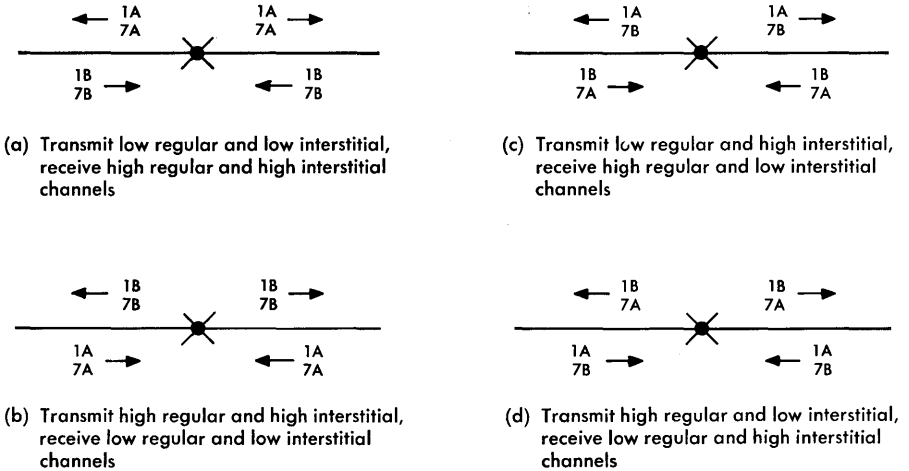 1A 1A
7A 7A
1B 1B
7B 7B
(a) Transmit low regular and low interstitial,
receive high regular and high interstitial
channels
1A 1A
7B 7B
1B 1B
7A 7A
(c) Transmit low regular and high interstitial,
receive high regular and low interstitial
channels
1B 1B
7B 7B
1A 1A
7A 7A
(b) Transmit high regular and high interstitial,
receive low regular and low interstitial
channels
1B 1B
7A 7A
1A 1A
7B 7B
(d) Transmit high regular and low interstitial,
receive low regular and high interstitial
channels